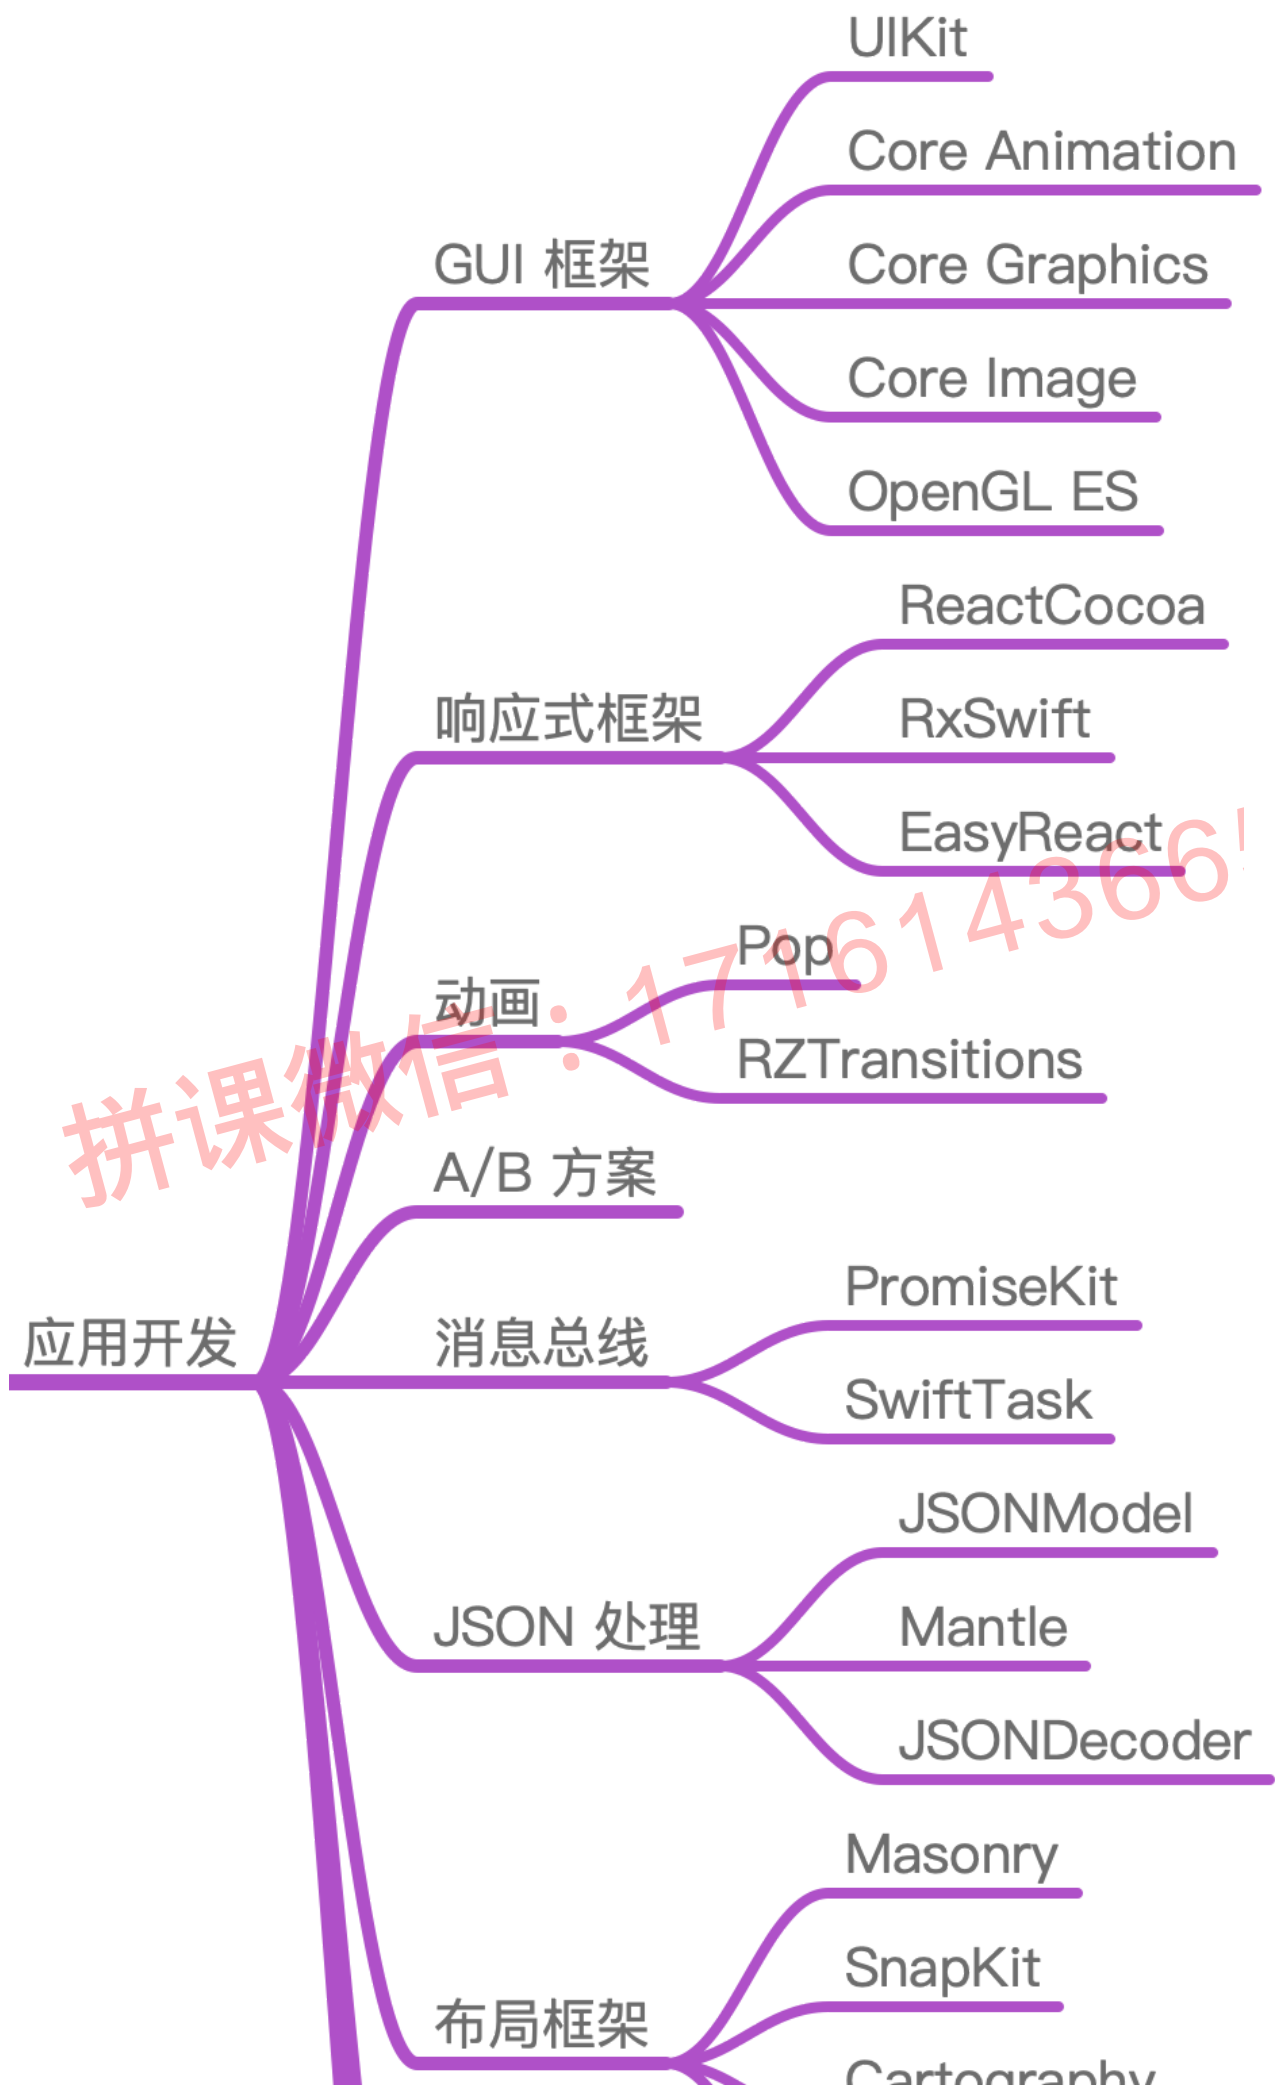 UIKit
Core Animation
GUI 框架
Core Graphics
Core Image
OpenGL ES
ReactCocoa
响应式框架
RxSwift
EasyReact
Pop
动画
RZTransitions
拼课微信：171614366
A/B 方案
PromiseKit
应用开发
消息总线
SwiftTask
JSONModel
JSON 处理
Mantle
JSONDecoder
Masonry
SnapKit
布局框架
Cartography